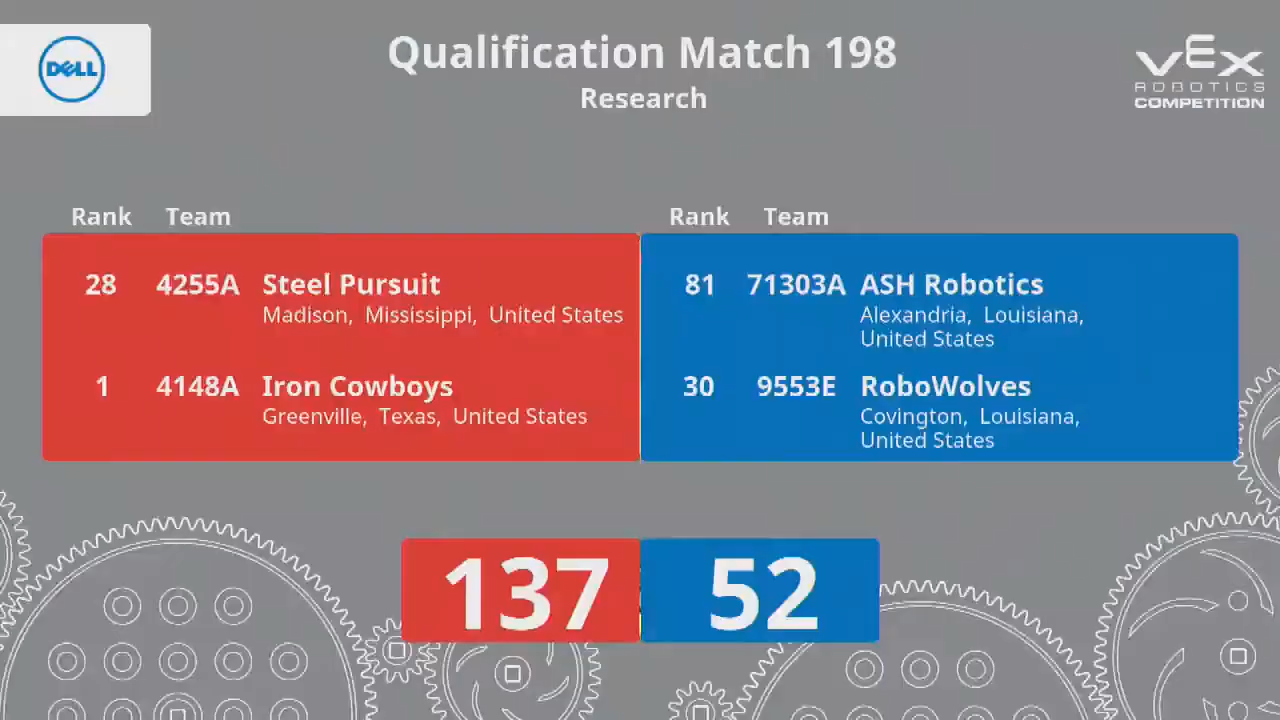 DELL
Qualification Match 198
Research
VEX
ROBOTICS
COMPETITION
Rank Team
28 4255A Steel Pursuit
Madison, Mississippi, United States
1 4148A Iron Cowboys
Greenville, Texas, United States
Rank Team
81 71303A ASH Robotics
Alexandria, Louisiana,
United States
30 9553E RoboWolves
Covington, Louisiana,
United States
137 52